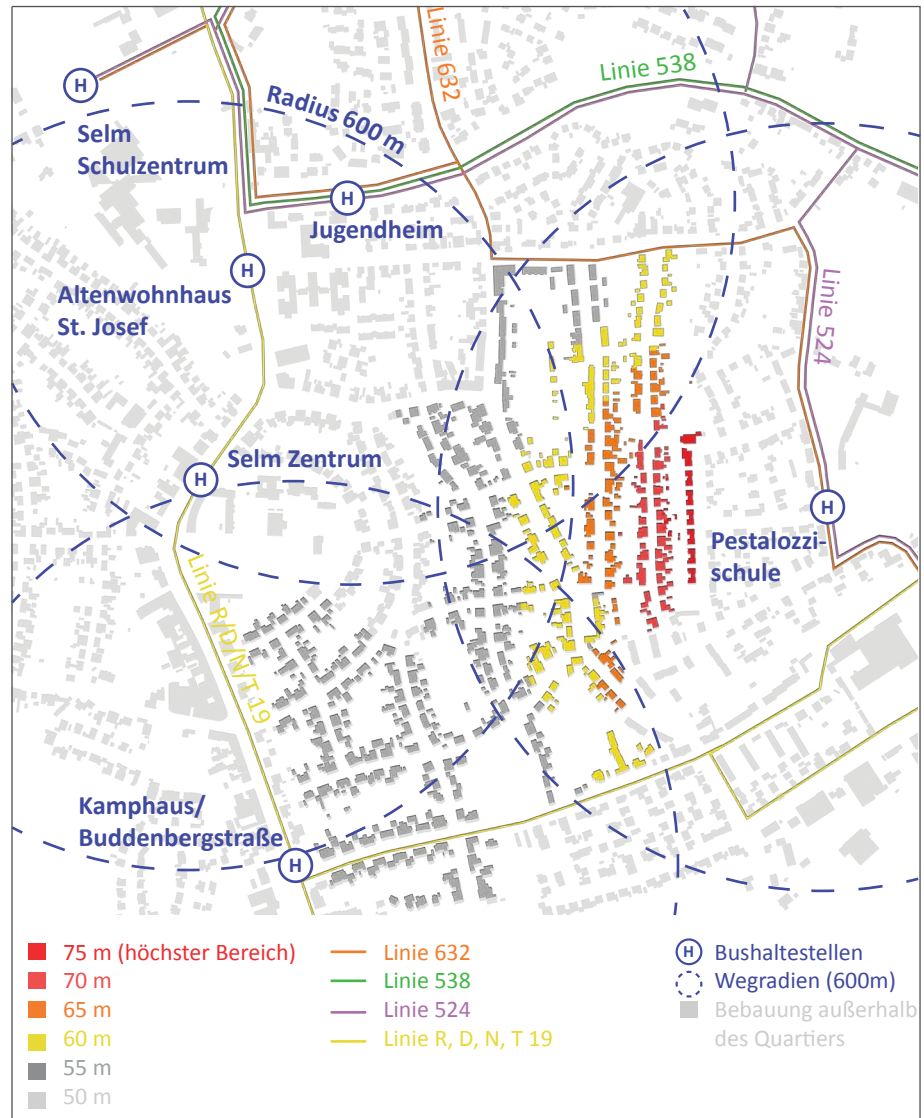 Linie 632
Linie 538
Radius 600 m
H
Selm
Schulzentrum
H
Jugendheim
H
Altenwohnhaus
St. Josef
Linie 524
H
Selm Zentrum
H
Pestalozzi-
schule
Linie R/D/N/T 19
Kamphaus/
Buddenbergstraße
H
75 m (höchster Bereich)
70 m
65 m
60 m
55 m
50 m
Linie 632
Linie 538
Linie 524
Linie R, D, N, T 19
H Bushaltestellen
Wegradien (600m)
Bebauung außerhalb
des Quartiers